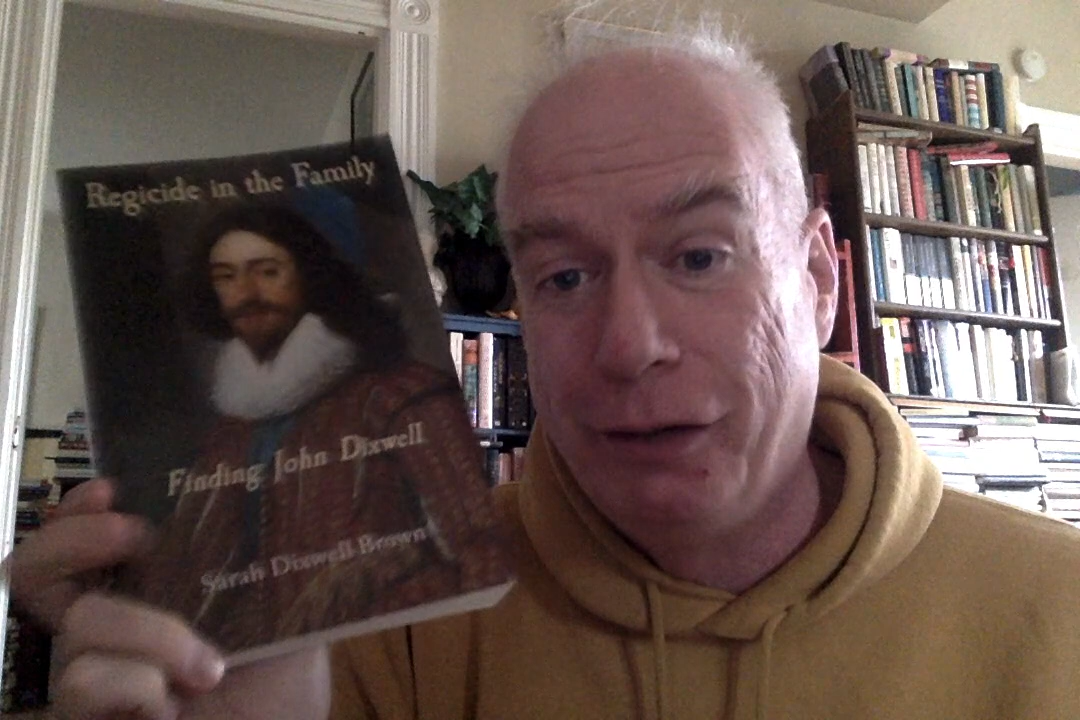 Regicide in the Family
Finding John Dixwell
Sarah Dixwell Brown